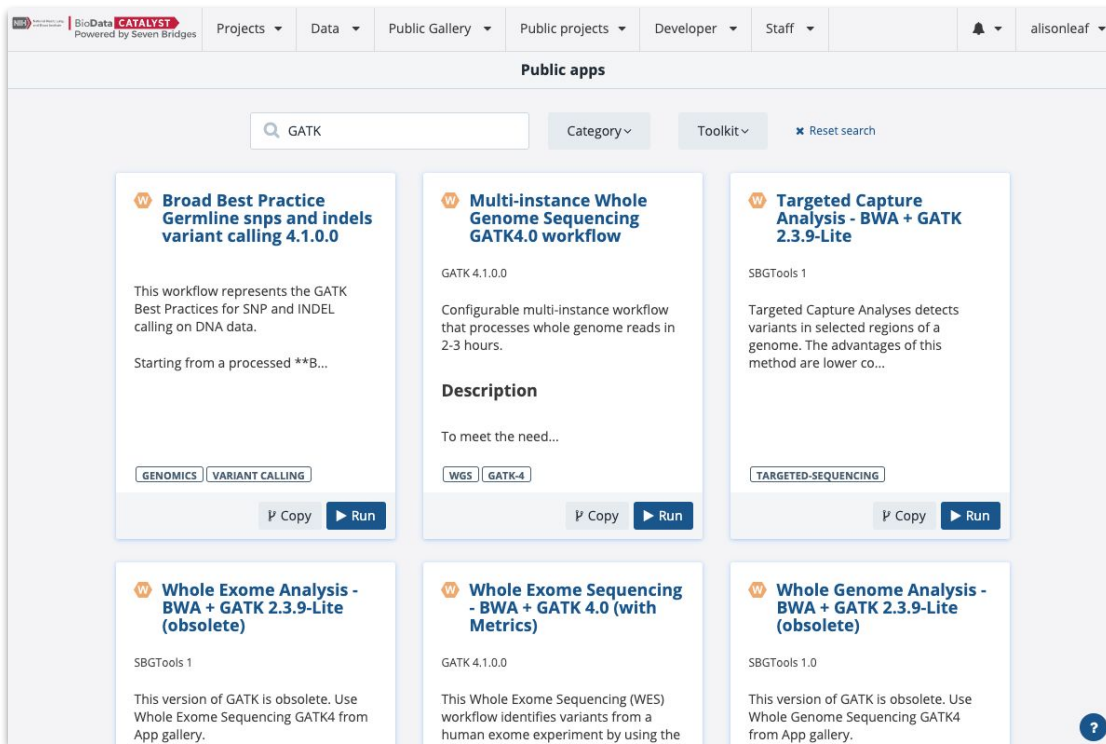 NIH
BioData CATALYST
Powered by Seven Bridges
Projects
Data
Public Gallery
Public projects
Developer
Staff
alisonleaf
Public apps
GATK
Category
Toolkit
Reset search
W
Broad Best Practice
Germline snps and indels
variant calling 4.1.0.0
This workflow represents the GATK
Best Practices for SNP and INDEL
calling on DNA data.
Starting from a processed **B...
GENOMICS
VARIANT CALLING
Copy
Run
W
Multi-instance Whole
Genome Sequencing
GATK4.0 workflow
GATK 4.1.0.0
Configurable multi-instance workflow
that processes whole genome reads in
2-3 hours.
Description
To meet the need...
WGS
GATK-4
Copy
Run
W
Targeted Capture
Analysis - BWA + GATK
2.3.9-Lite
SBGTools 1
Targeted Capture Analyses detects
variants in selected regions of a
genome. The advantages of this
method are lower co...
TARGETED-SEQUENCING
Copy
Run
W
Whole Exome Analysis -
BWA + GATK 2.3.9-Lite
(obsolete)
SBGTools 1
This version of GATK is obsolete. Use
Whole Exome Sequencing GATK4 from
App gallery.
W
Whole Exome Sequencing
- BWA + GATK 4.0 (with
Metrics)
GATK 4.1.0.0
This Whole Exome Sequencing (WES)
workflow identifies variants from a
human exome experiment by using the
W
Whole Genome Analysis -
BWA + GATK 2.3.9-Lite
(obsolete)
SBGTools 1.0
This version of GATK is obsolete. Use
Whole Genome Sequencing GATK4
from App gallery.
?